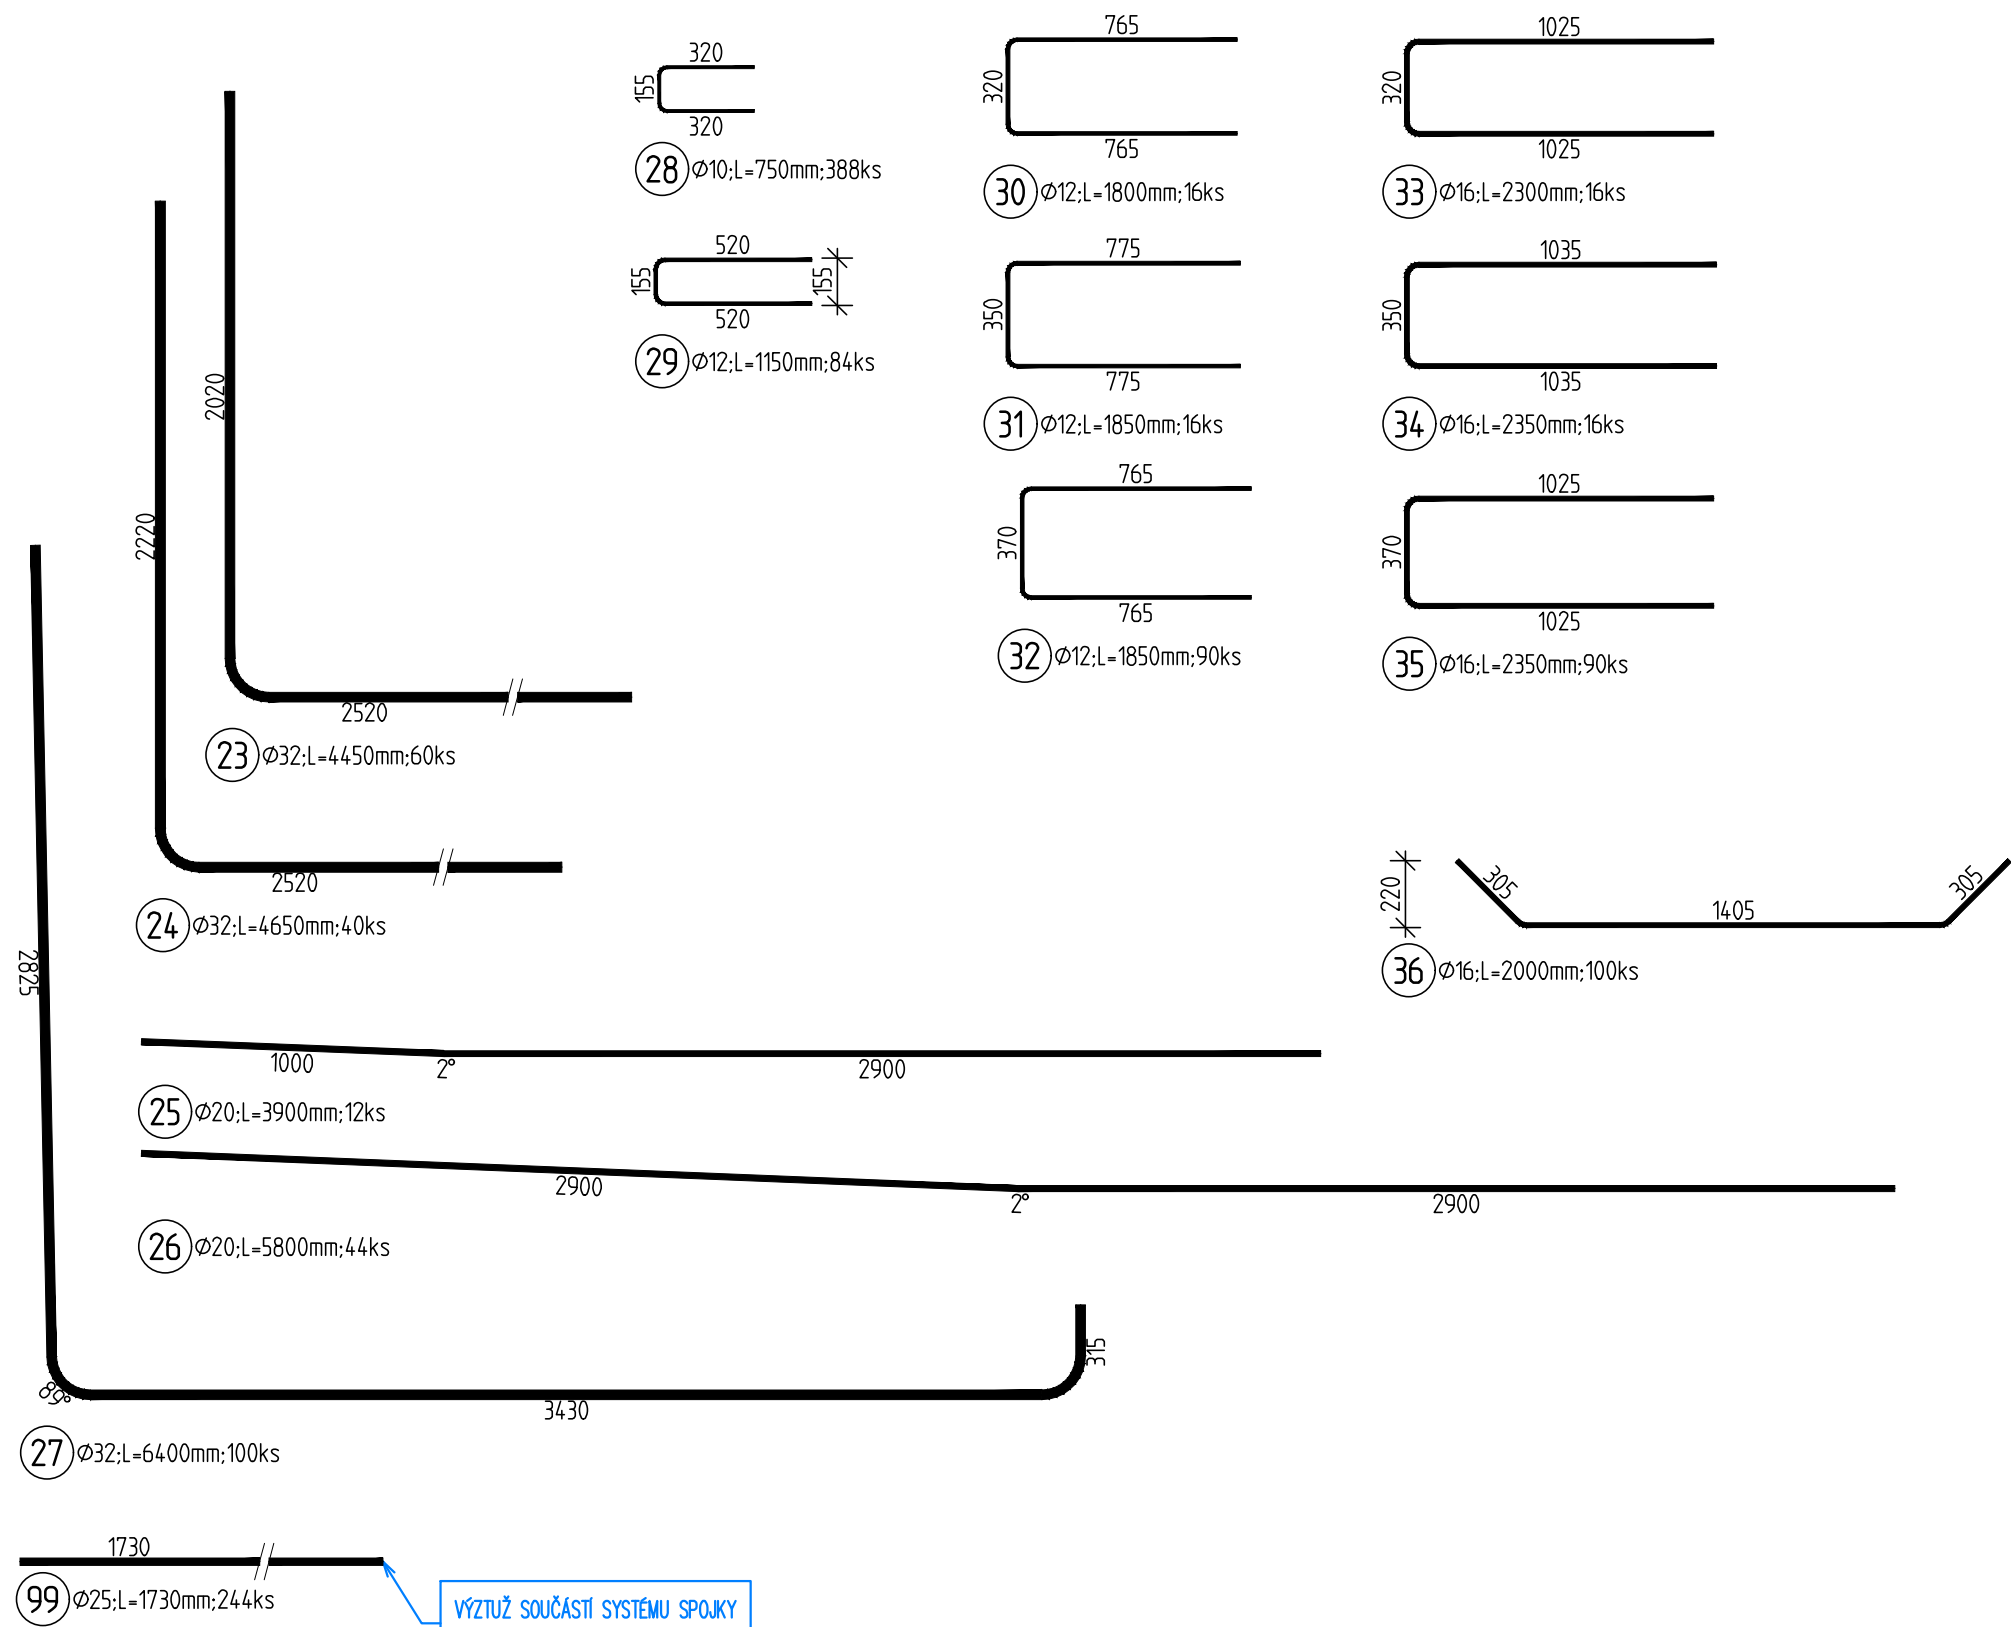 2020
2520
23 Ø32;L=4450mm;60ks
2220
2520
24 Ø32;L=4650mm;40ks
1000
2°
2900
25 Ø20;L=3900mm;12ks
2900
2°
2900
26 Ø20;L=5800mm;44ks
2825
89°
3430
315
27 Ø32;L=6400mm;100ks
1730
99 Ø25;L=1730mm;244ks
VÝZTUŽ SOUČÁSTÍ SYSTÉMU SPOJKY
320
155
320
28 Ø10;L=750mm;388ks
520
155
155
520
29 Ø12;L=1150mm;84ks
765
320
765
30 Ø12;L=1800mm;16ks
775
350
775
31 Ø12;L=1850mm;16ks
765
370
765
32 Ø12;L=1850mm;90ks
1025
320
1025
33 Ø16;L=2300mm;16ks
1035
350
1035
34 Ø16;L=2350mm;16ks
1025
370
1025
35 Ø16;L=2350mm;90ks
220
305
1405
305
36 Ø16;L=2000mm;100ks